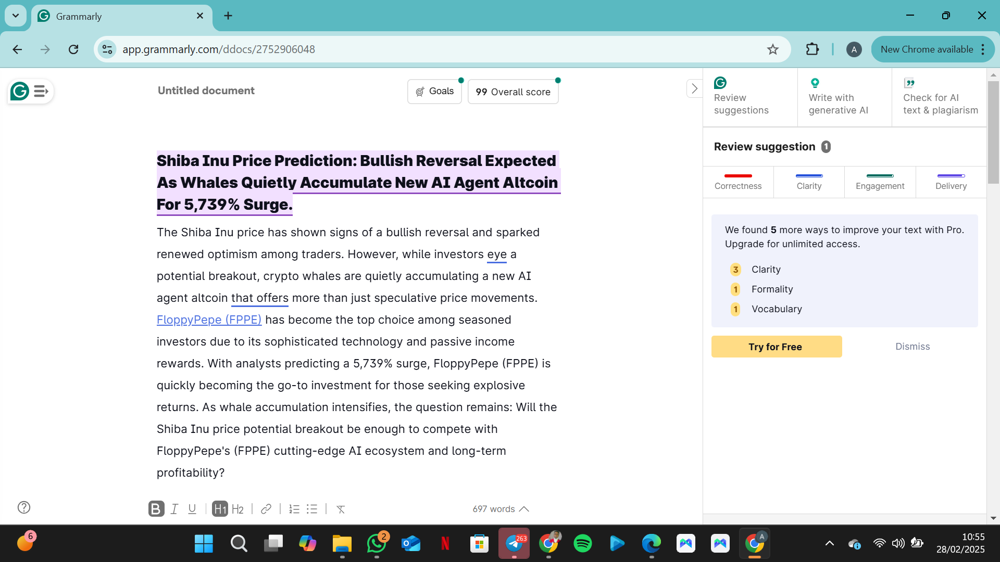 Grammarly
app.grammarly.com/ddocs/2752906048
A
New Chrome available
Untitled document
Goals
99 Overall score
Review
suggestions
Write with
generative AI
Check for AI
text & plagiarism
Review suggestion 1
Correctness
Clarity
Engagement
Delivery
Shiba Inu Price Prediction: Bullish Reversal Expected
As Whales Quietly Accumulate New AI Agent Altcoin
For 5,739% Surge.
The Shiba Inu price has shown signs of a bullish reversal and sparked
renewed optimism among traders. However, while investors eye a
potential breakout, crypto whales are quietly accumulating a new AI
agent altcoin that offers more than just speculative price movements.
FloppyPepe (FPPE) has become the top choice among seasoned
investors due to its sophisticated technology and passive income
rewards. With analysts predicting a 5,739% surge, FloppyPepe (FPPE) is
quickly becoming the go-to investment for those seeking explosive
returns. As whale accumulation intensifies, the question remains: Will the
Shiba Inu price potential breakout be enough to compete with
FloppyPepe's (FPPE) cutting-edge AI ecosystem and long-term
profitability?
We found 5 more ways to improve your text with Pro.
Upgrade for unlimited access.
3 Clarity
1 Formality
1 Vocabulary
Try for Free
Dismiss
B I U H1 H2
697 words
6
2
263
A
10:55
28/02/2025